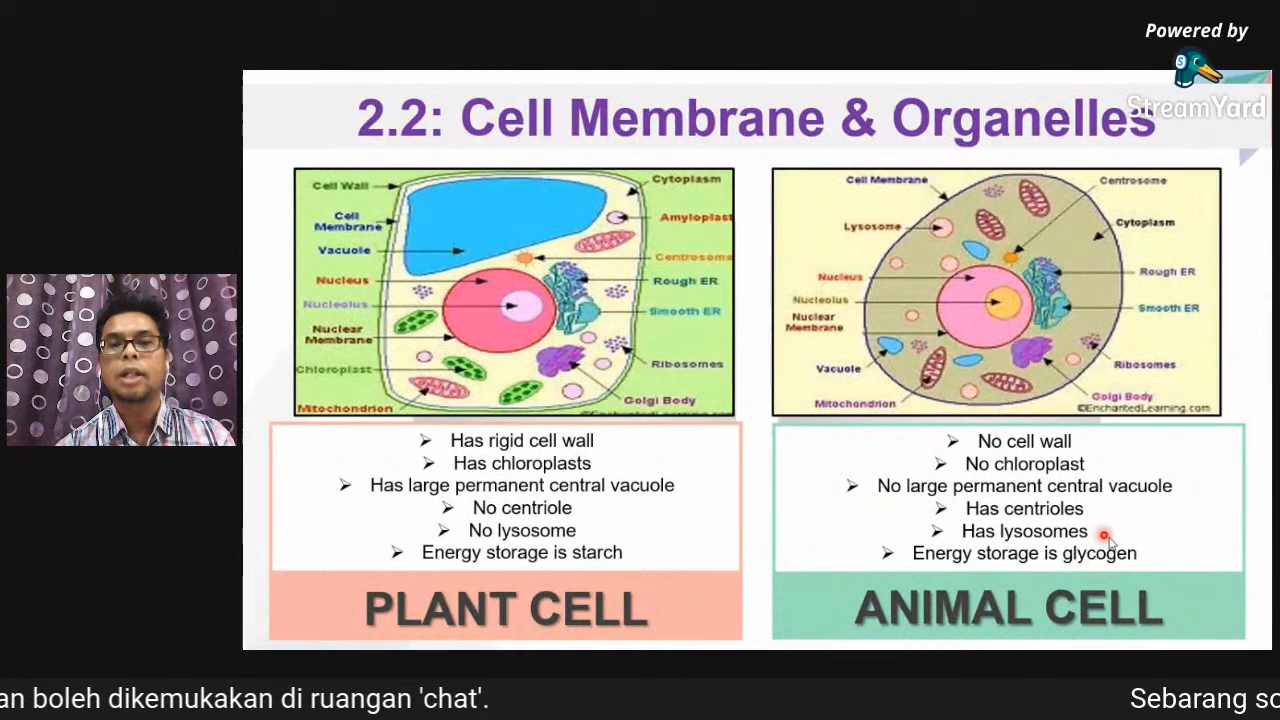 Powered by
StreamYard
2.2: Cell Membrane & Organelles
Cell Wall
Cell
Membrane
Vacuole
Nucleus
Nucleolus
Nuclear
Membrane
Chloroplast
Mitochondrion
Cytoplasm
Amyloplast
Centrosome
Rough ER
Smooth ER
Ribosomes
Golgi Body
©EnchantedLearning.com
Cell Membrane
Lysosome
Nucleus
Nucleolus
Nuclear
Membrane
Vacuole
Mitochondrion
Centrosome
Cytoplasm
Rough ER
Smooth ER
Ribosomes
Golgi Body
©EnchantedLearning.com
➢ Has rigid cell wall
➢ Has chloroplasts
➢ Has large permanent central vacuole
➢ No centriole
➢ No lysosome
➢ Energy storage is starch
PLANT CELL
➢ No cell wall
➢ No chloroplast
➢ No large permanent central vacuole
➢ Has centrioles
➢ Has lysosomes
➢ Energy storage is glycogen
ANIMAL CELL
an boleh dikemukakan di ruangan 'chat'. Sebarang so